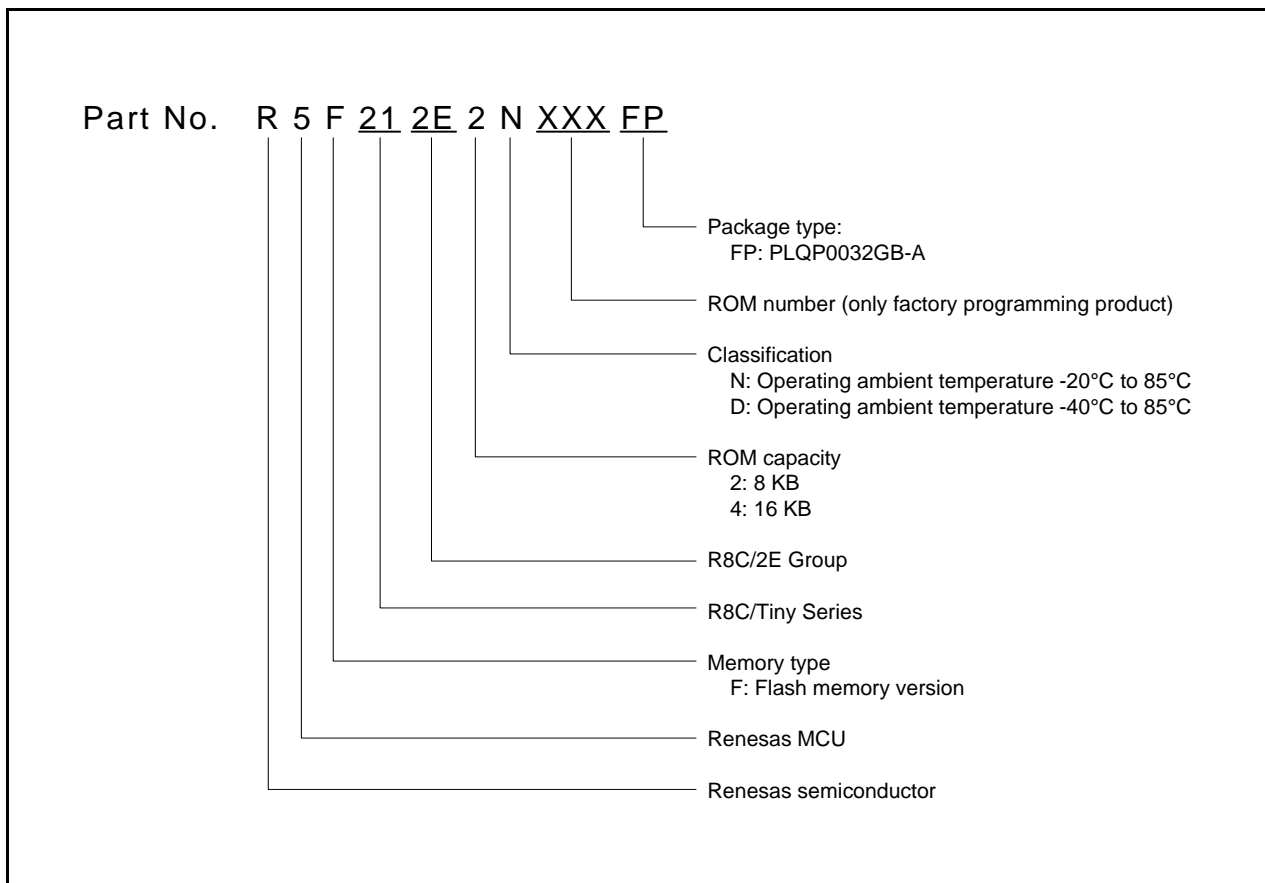 Part No. R 5 F 21 2E 2 N XXX FP
Package type:
FP: PLQP0032GB-A
ROM number (only factory programming product)
Classification
N: Operating ambient temperature -20°C to 85°C
D: Operating ambient temperature -40°C to 85°C
ROM capacity
2: 8 KB
4: 16 KB
R8C/2E Group
R8C/Tiny Series
Memory type
F: Flash memory version
Renesas MCU
Renesas semiconductor